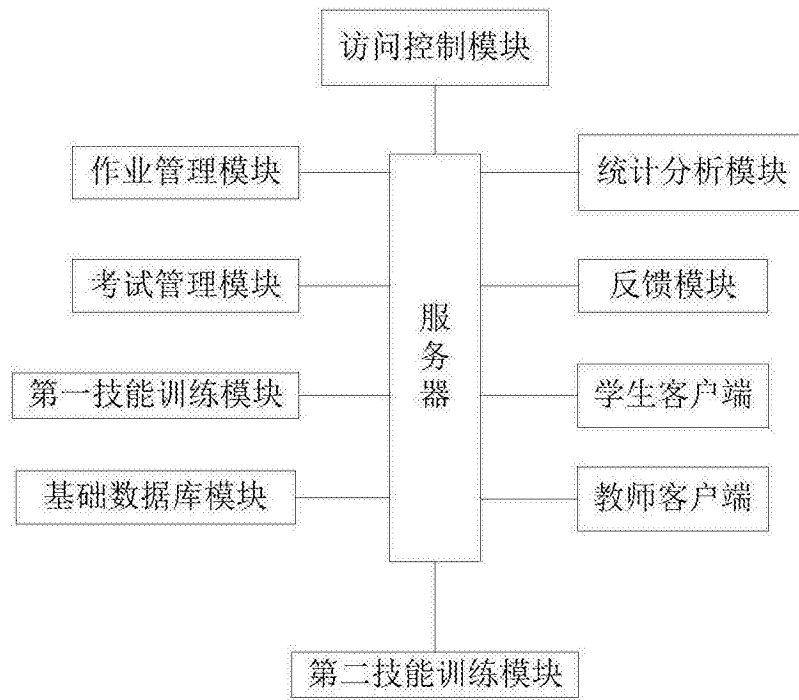 访问控制模块
作业管理模块
统计分析模块
考试管理模块
反馈模块
服务器
第一技能训练模块
学生客户端
基础数据库模块
教师客户端
第二技能训练模块